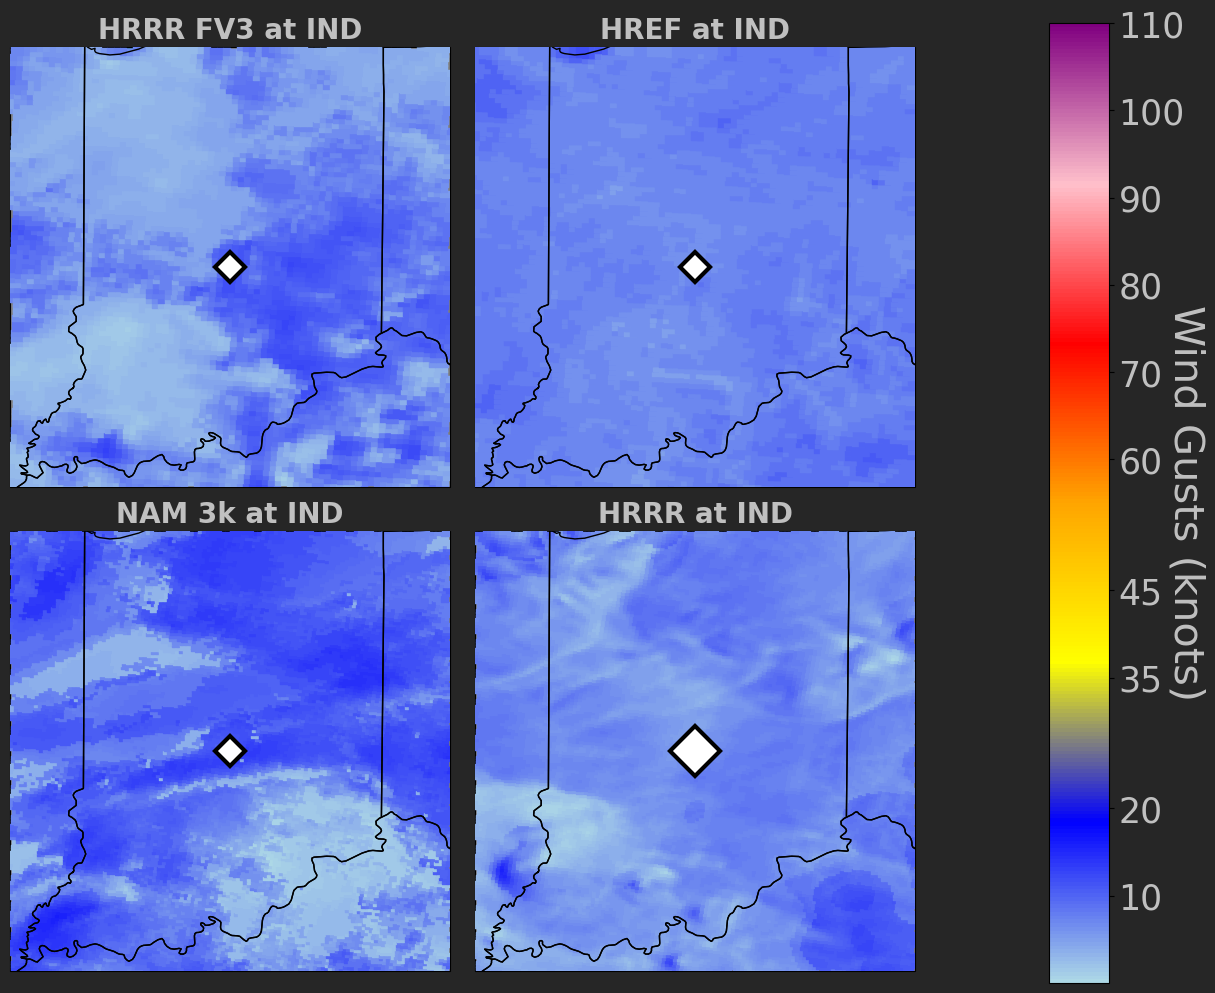 HRRR FV3 at IND
HREF at IND
NAM 3k at IND
HRRR at IND
110
100
90
80
70
60
45
35
20
10
Wind Gusts (knots)